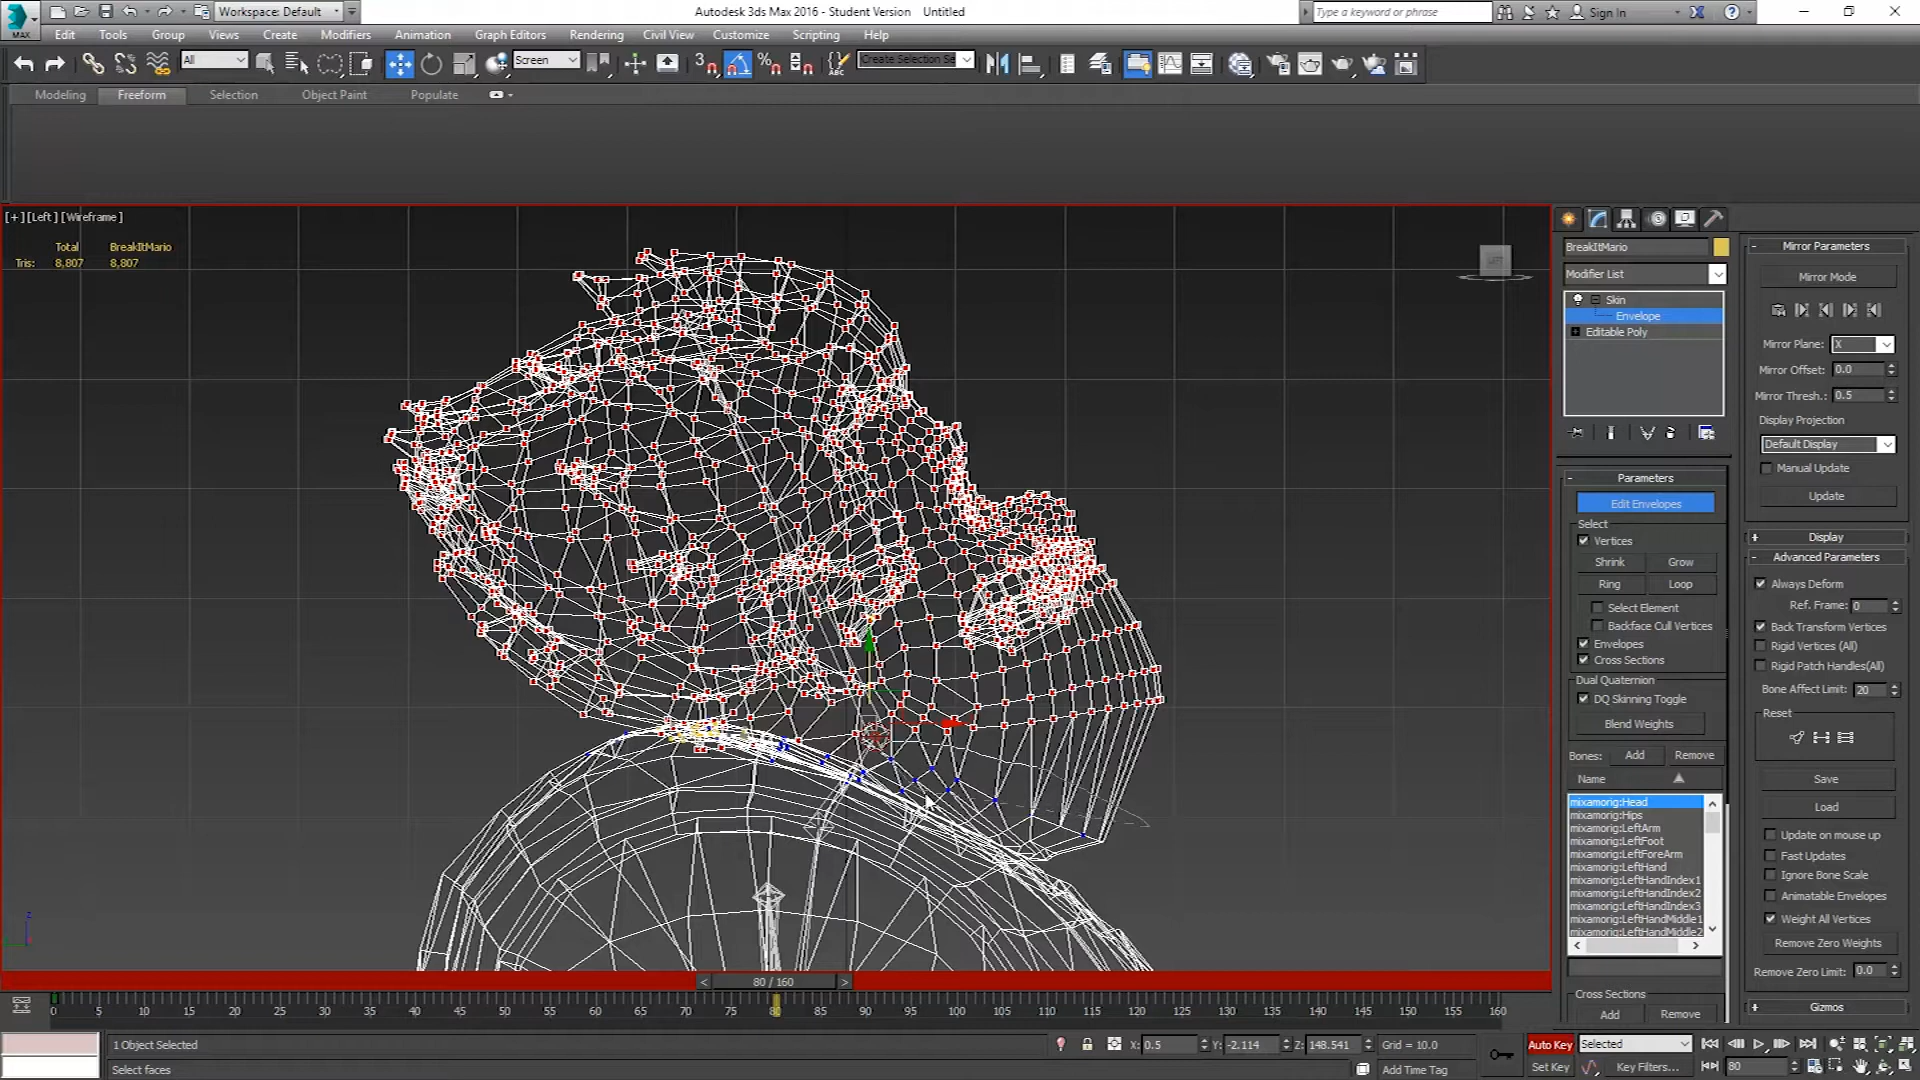 Workspace: Default
Autodesk 3ds Max 2016 - Student Version Untitled
Type a keyword or phrase
Sign In
MAX
Edit Tools Group Views Create Modifiers Animation Graph Editors Rendering Civil View Customize Scripting Help
All
Screen
Create Selection Se
Modeling Freeform Selection Object Paint Populate
[+] [Left] [Wireframe]
Total BreakItMario
Tris: 8,807 8,807
BreakItMario
Modifier List
Skin
Envelope
Editable Poly
Parameters
Edit Envelopes
Select
Vertices
Shrink Grow
Ring Loop
Select Element
Backface Cull Vertices
Envelopes
Cross Sections
Dual Quaternion
DQ Skinning Toggle
Blend Weights
Bones: Add Remove
Name
mixamorig:Head
mixamorig:Hips
mixamorig:LeftArm
mixamorig:LeftFoot
mixamorig:LeftForeArm
mixamorig:LeftHand
mixamorig:LeftHandIndex1
mixamorig:LeftHandIndex2
mixamorig:LeftHandIndex3
mixamorig:LeftHandMiddle1
mixamorig:LeftHandMiddle2
Cross Sections
Add Remove
Mirror Parameters
Mirror Mode
Mirror Plane: X
Mirror Offset: 0.0
Mirror Thresh.: 0.5
Display Projection
Default Display
Manual Update
Update
Display
Advanced Parameters
Always Deform
Ref. Frame: 0
Back Transform Vertices
Rigid Vertices (All)
Rigid Patch Handles(All)
Bone Affect Limit: 20
Reset
Save
Load
Update on mouse up
Fast Updates
Ignore Bone Scale
Animatable Envelopes
Weight All Vertices
Remove Zero Weights
Remove Zero Limit: 0.0
Gizmos
< 80 / 160 >
0 5 10 15 20 25 30 35 40 45 50 55 60 65 70 75 80 85 90 95 100 105 110 115 120 125 130 135 140 145 150 155 160
1 Object Selected
X: 0.5 Y: -2.114 Z: 148.541 Grid = 10.0
Auto Key Selected
Select faces
Add Time Tag
Set Key Key Filters... 80